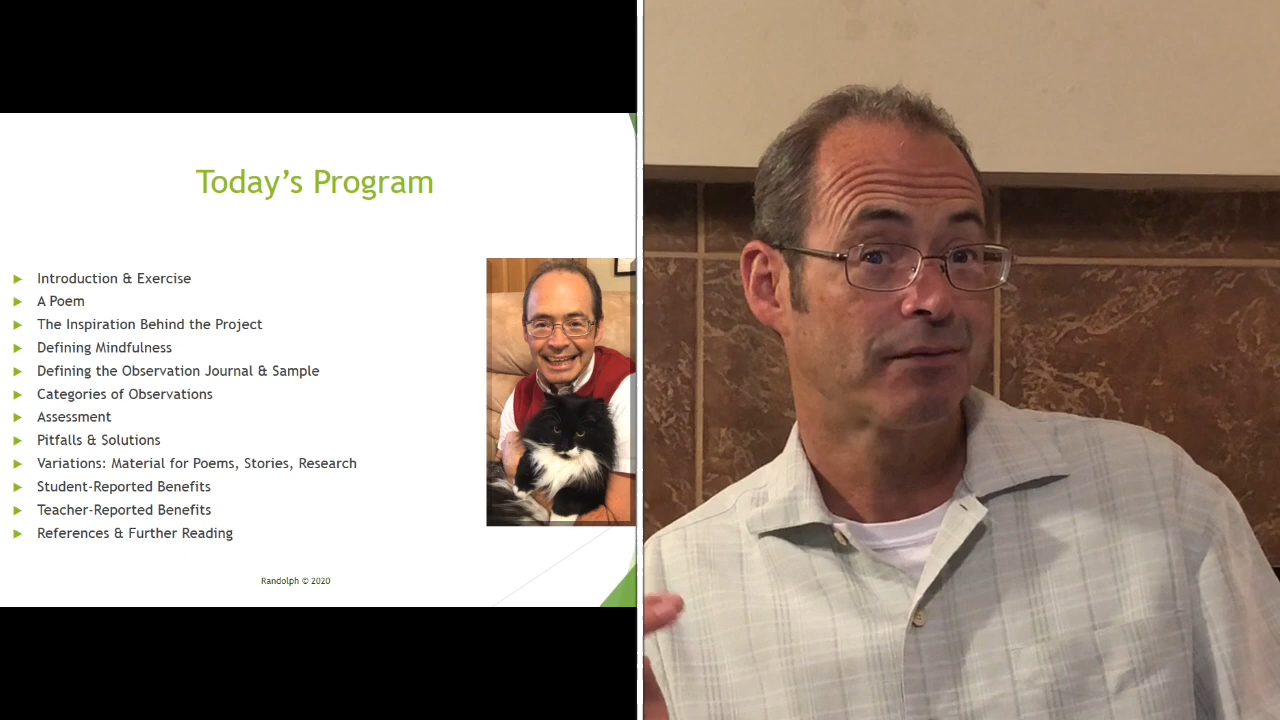 Today's Program
Introduction & Exercise
A Poem
The Inspiration Behind the Project
Defining Mindfulness
Defining the Observation Journal & Sample
Categories of Observations
Assessment
Pitfalls & Solutions
Variations: Material for Poems, Stories, Research
Student-Reported Benefits
Teacher-Reported Benefits
References & Further Reading
Randolph © 2020